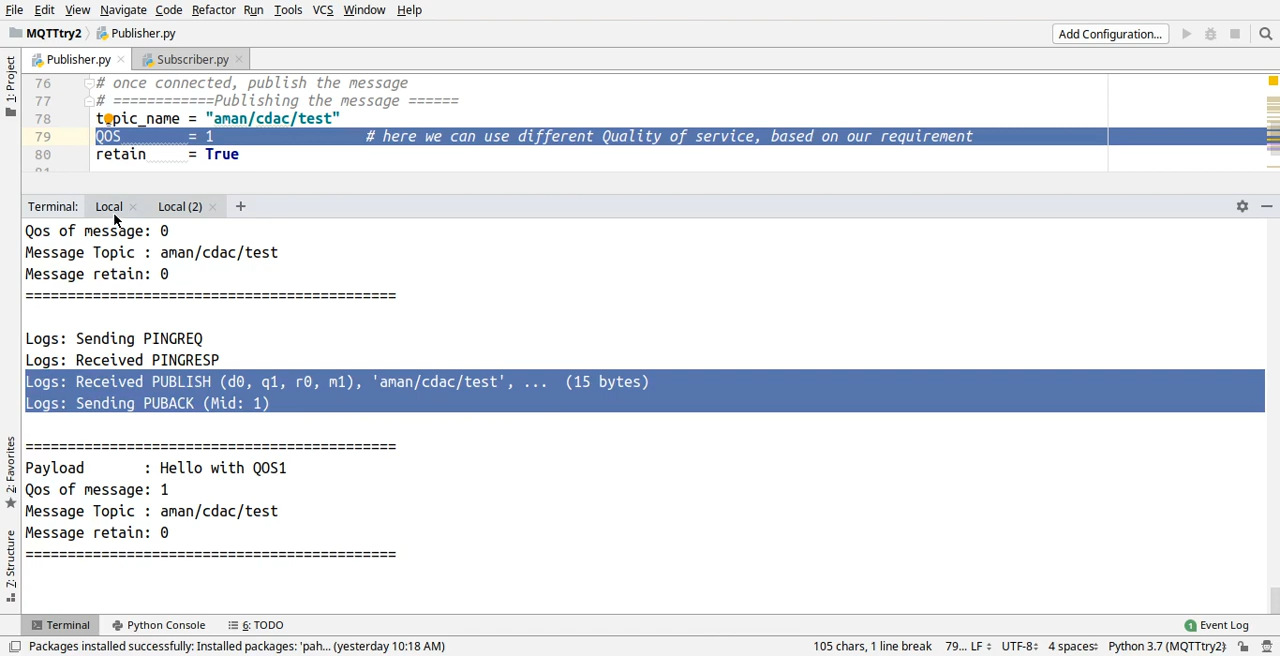 File Edit View Navigate Code Refactor Run Tools VCS Window Help
MQTTtry2 Publisher.py Add Configuration...
1: Project
Publisher.py Subscriber.py
76 # once connected, publish the message
77 # ============Publishing the message ======
78 topic_name = "aman/cdac/test"
79 QOS = 1 # here we can use different Quality of service, based on our requirement
80 retain = True
81
Terminal: Local Local (2) +
Qos of message: 0
Message Topic : aman/cdac/test
Message retain: 0
============================================
Logs: Sending PINGREQ
Logs: Received PINGRESP
Logs: Received PUBLISH (d0, q1, r0, m1), 'aman/cdac/test', ... (15 bytes)
Logs: Sending PUBACK (Mid: 1)
============================================
Payload : Hello with QOS1
Qos of message: 1
Message Topic : aman/cdac/test
Message retain: 0
============================================
2: Favorites
7: Structure
Terminal Python Console 6: TODO 1 Event Log
Packages installed successfully: Installed packages: 'pah... (yesterday 10:18 AM) 105 chars, 1 line break 79... LF UTF-8 4 spaces Python 3.7 (MQTTtry2)